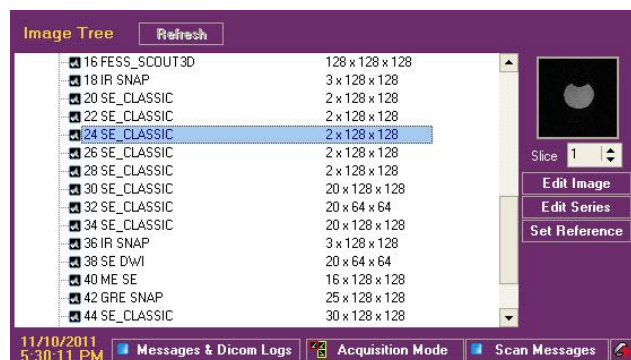 Image Tree Refresh
16 FESS_SCOUT3D 128 x 128 x 128
18 IR SNAP 3 x 128 x 128
20 SE_CLASSIC 2 x 128 x 128
22 SE_CLASSIC 2 x 128 x 128
24 SE_CLASSIC 2 x 128 x 128
26 SE_CLASSIC 2 x 128 x 128
28 SE_CLASSIC 2 x 128 x 128
30 SE_CLASSIC 20 x 128 x 128
32 SE_CLASSIC 20 x 64 x 64
34 SE_CLASSIC 20 x 128 x 128
36 IR SNAP 3 x 128 x 128
38 SE DWI 20 x 64 x 64
40 ME SE 16 x 128 x 128
42 GRE SNAP 25 x 128 x 128
44 SE_CLASSIC 30 x 128 x 128
Slice 1
Edit Image
Edit Series
Set Reference
11/10/2011
5:30:11 PM Messages & Dicom Logs Acquisition Mode Scan Messages